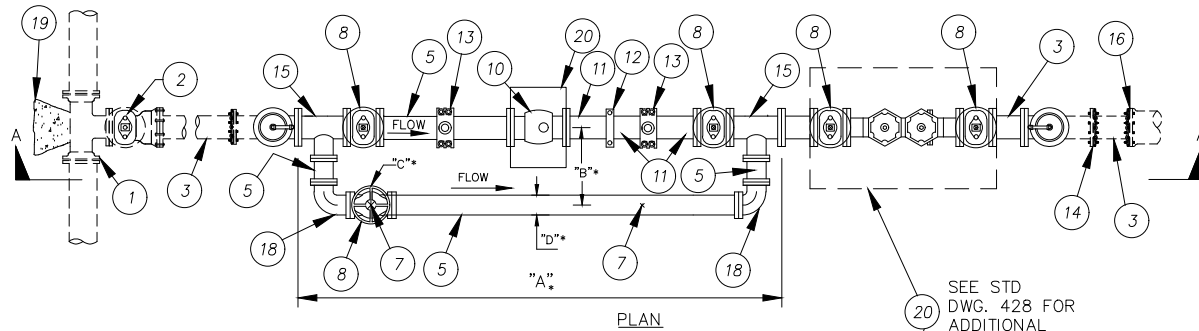 19
8
5
13
20
10
11
12
13
8
8
8
3
16
2
15
15
A
FLOW
A
"C"*
"B"*
1
3
5
FLOW
5
11
14
3
18
8
7
5
"D"*
7
18
"A"*
PLAN
20
SEE STD
DWG. 428 FOR
ADDITIONAL